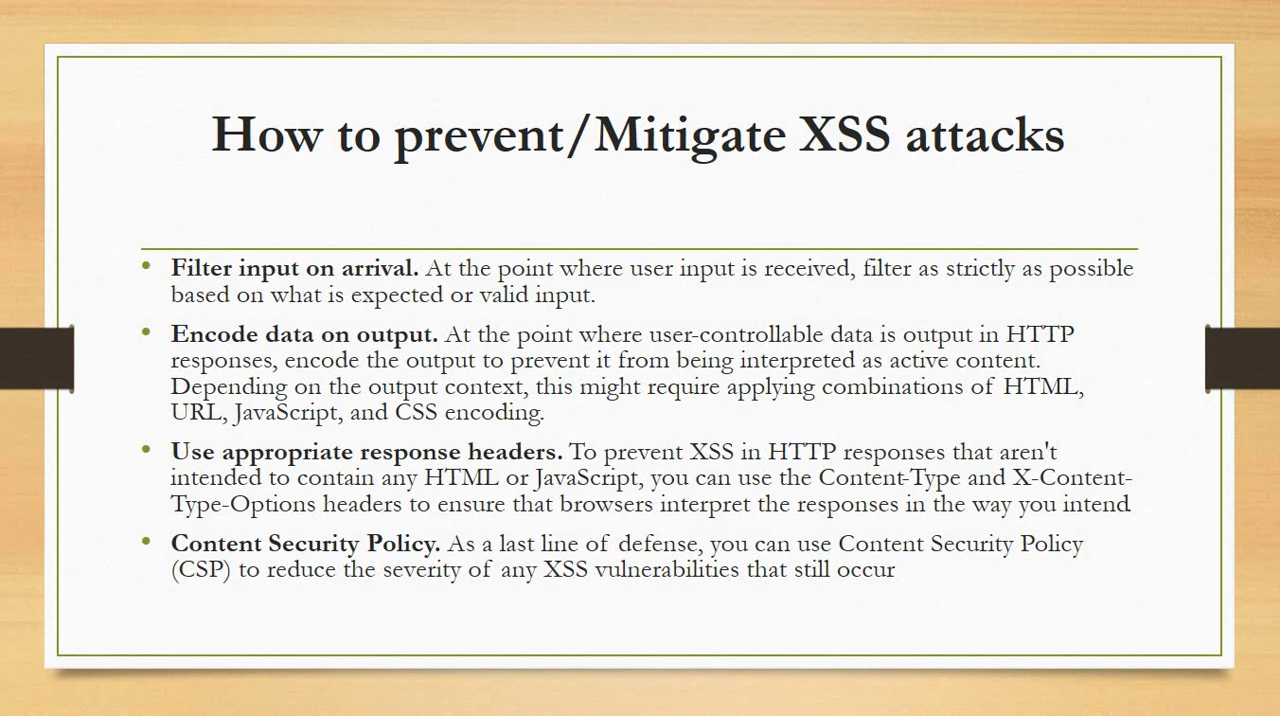 How to prevent/Mitigate XSS attacks
• Filter input on arrival. At the point where user input is received, filter as strictly as possible
based on what is expected or valid input.
• Encode data on output. At the point where user-controllable data is output in HTTP
responses, encode the output to prevent it from being interpreted as active content.
Depending on the output context, this might require applying combinations of HTML,
URL, JavaScript, and CSS encoding.
• Use appropriate response headers. To prevent XSS in HTTP responses that aren't
intended to contain any HTML or JavaScript, you can use the Content-Type and X-Content-
Type-Options headers to ensure that browsers interpret the responses in the way you intend
• Content Security Policy. As a last line of defense, you can use Content Security Policy
(CSP) to reduce the severity of any XSS vulnerabilities that still occur